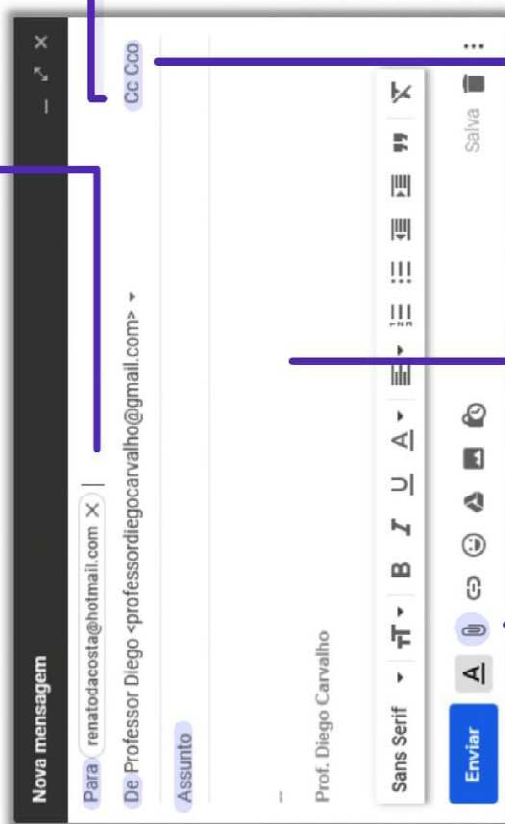 Nova mensagem
Para renatodacosta@hotmail.com Cc Cco
De Professor Diego <professordiegocarvalho@gmail.com>
Assunto
Prof. Diego Carvalho
Sans Serif B I U A
Enviar A Salva